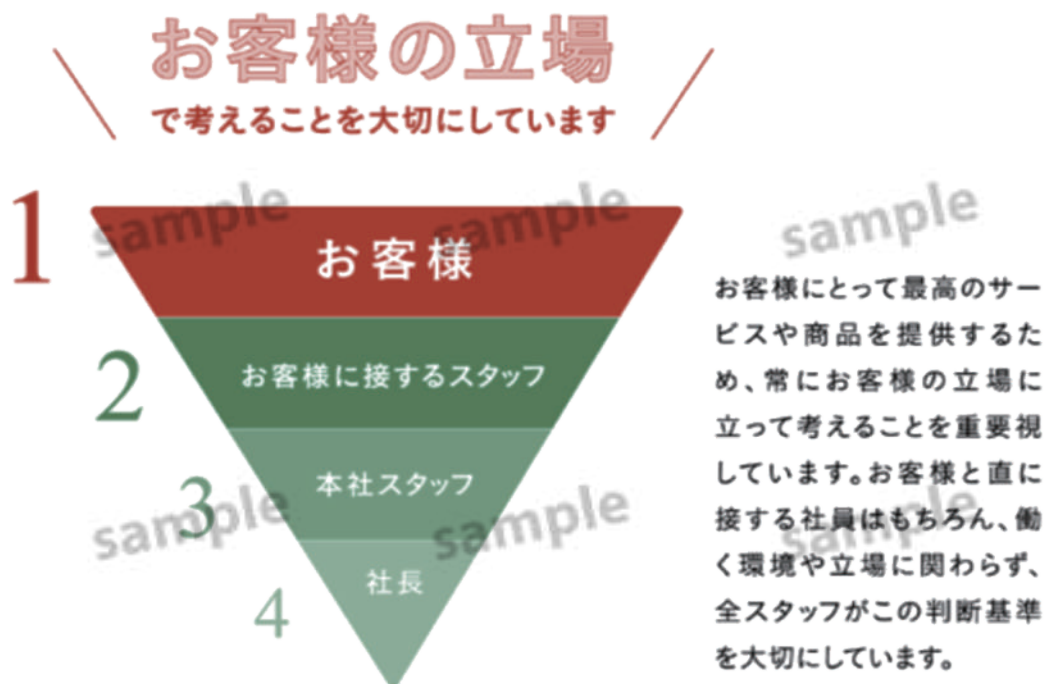 お客様の立場
で考えることを大切にしています
1
お客様
2
お客様に接するスタッフ
3
本社スタッフ
4
社長
お客様にとって最高のサー
ビスや商品を提供するた
め、常にお客様の立場に
立って考えることを重要視
しています。お客様と直に
接する社員はもちろん、働
く環境や立場に関わらず、
全スタッフがこの判断基準
を大切にしています。
sample
sample
sample
sample
sample
sample